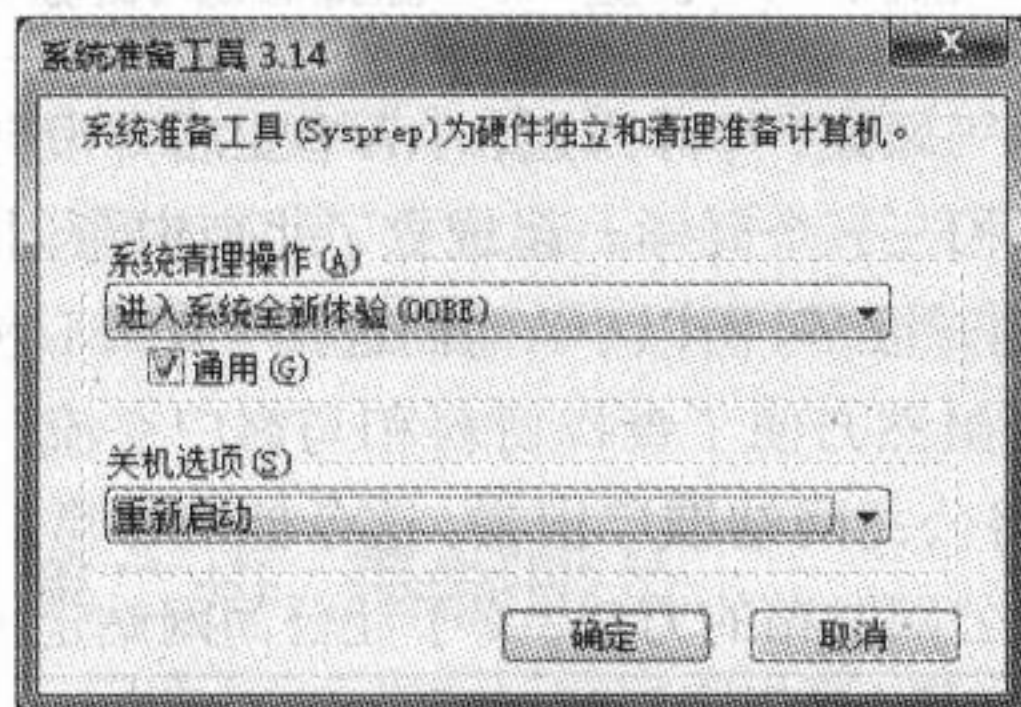 系统准备工具 3.14
系统准备工具(Sysprep)为硬件独立和清理准备计算机。
系统清理操作(A)
进入系统全新体验(OOBE)
通用(G)
关机选项(S)
重新启动
确定
取消